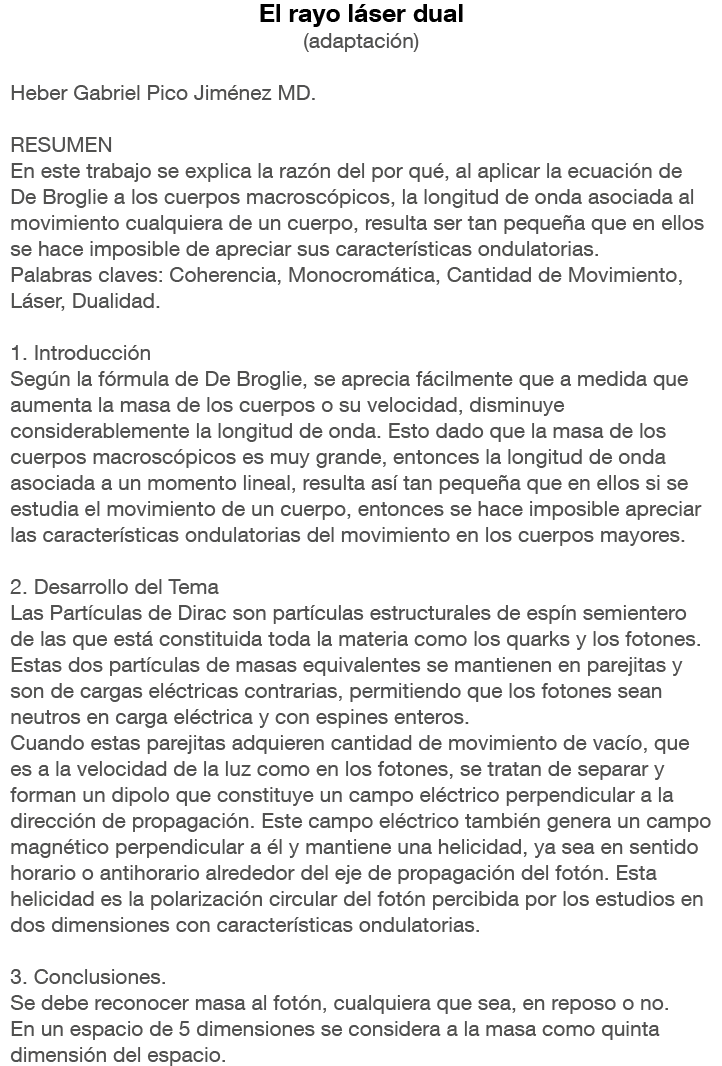 El rayo láser dual
(adaptación)
Heber Gabriel Pico Jiménez MD.
RESUMEN
En este trabajo se explica la razón del por qué, al aplicar la ecuación de
De Broglie a los cuerpos macroscópicos, la longitud de onda asociada al
movimiento cualquiera de un cuerpo, resulta ser tan pequeña que en ellos
se hace imposible de apreciar sus características ondulatorias.
Palabras claves: Coherencia, Monocromática, Cantidad de Movimiento,
Láser, Dualidad.
1. Introducción
Según la fórmula de De Broglie, se aprecia fácilmente que a medida que
aumenta la masa de los cuerpos o su velocidad, disminuye
considerablemente la longitud de onda. Esto dado que la masa de los
cuerpos macroscópicos es muy grande, entonces la longitud de onda
asociada a un momento lineal, resulta así tan pequeña que en ellos si se
estudia el movimiento de un cuerpo, entonces se hace imposible apreciar
las características ondulatorias del movimiento en los cuerpos mayores.
2. Desarrollo del Tema
Las Partículas de Dirac son partículas estructurales de espín semientero
de las que está constituida toda la materia como los quarks y los fotones.
Estas dos partículas de masas equivalentes se mantienen en parejitas y
son de cargas eléctricas contrarias, permitiendo que los fotones sean
neutros en carga eléctrica y con espines enteros.
Cuando estas parejitas adquieren cantidad de movimiento de vacío, que
es a la velocidad de la luz como en los fotones, se tratan de separar y
forman un dipolo que constituye un campo eléctrico perpendicular a la
dirección de propagación. Este campo eléctrico también genera un campo
magnético perpendicular a él y mantiene una helicidad, ya sea en sentido
horario o antihorario alrededor del eje de propagación del fotón. Esta
helicidad es la polarización circular del fotón percibida por los estudios en
dos dimensiones con características ondulatorias.
3. Conclusiones.
Se debe reconocer masa al fotón, cualquiera que sea, en reposo o no.
En un espacio de 5 dimensiones se considera a la masa como quinta
dimensión del espacio.